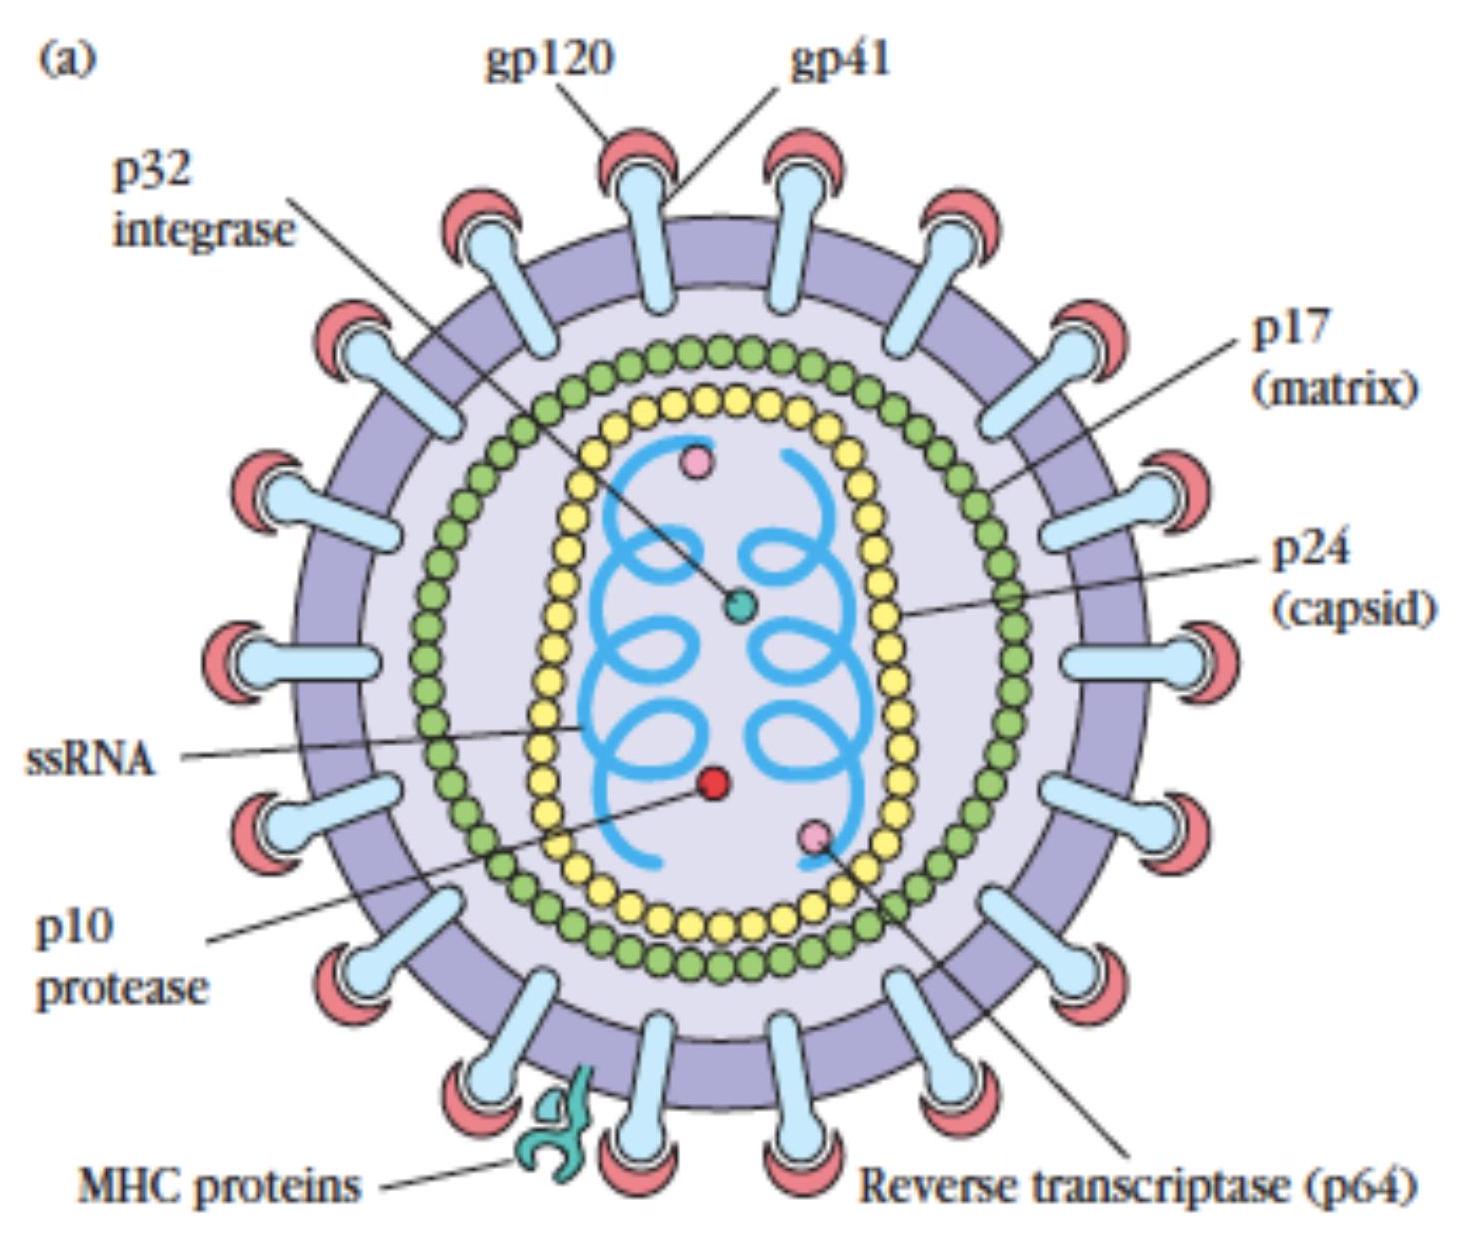 (a)
gp120
gp41
p32
integrase
p17
(matrix)
p24
(capsid)
ssRNA
p10
protease
MHC proteins
Reverse transcriptase (p64)